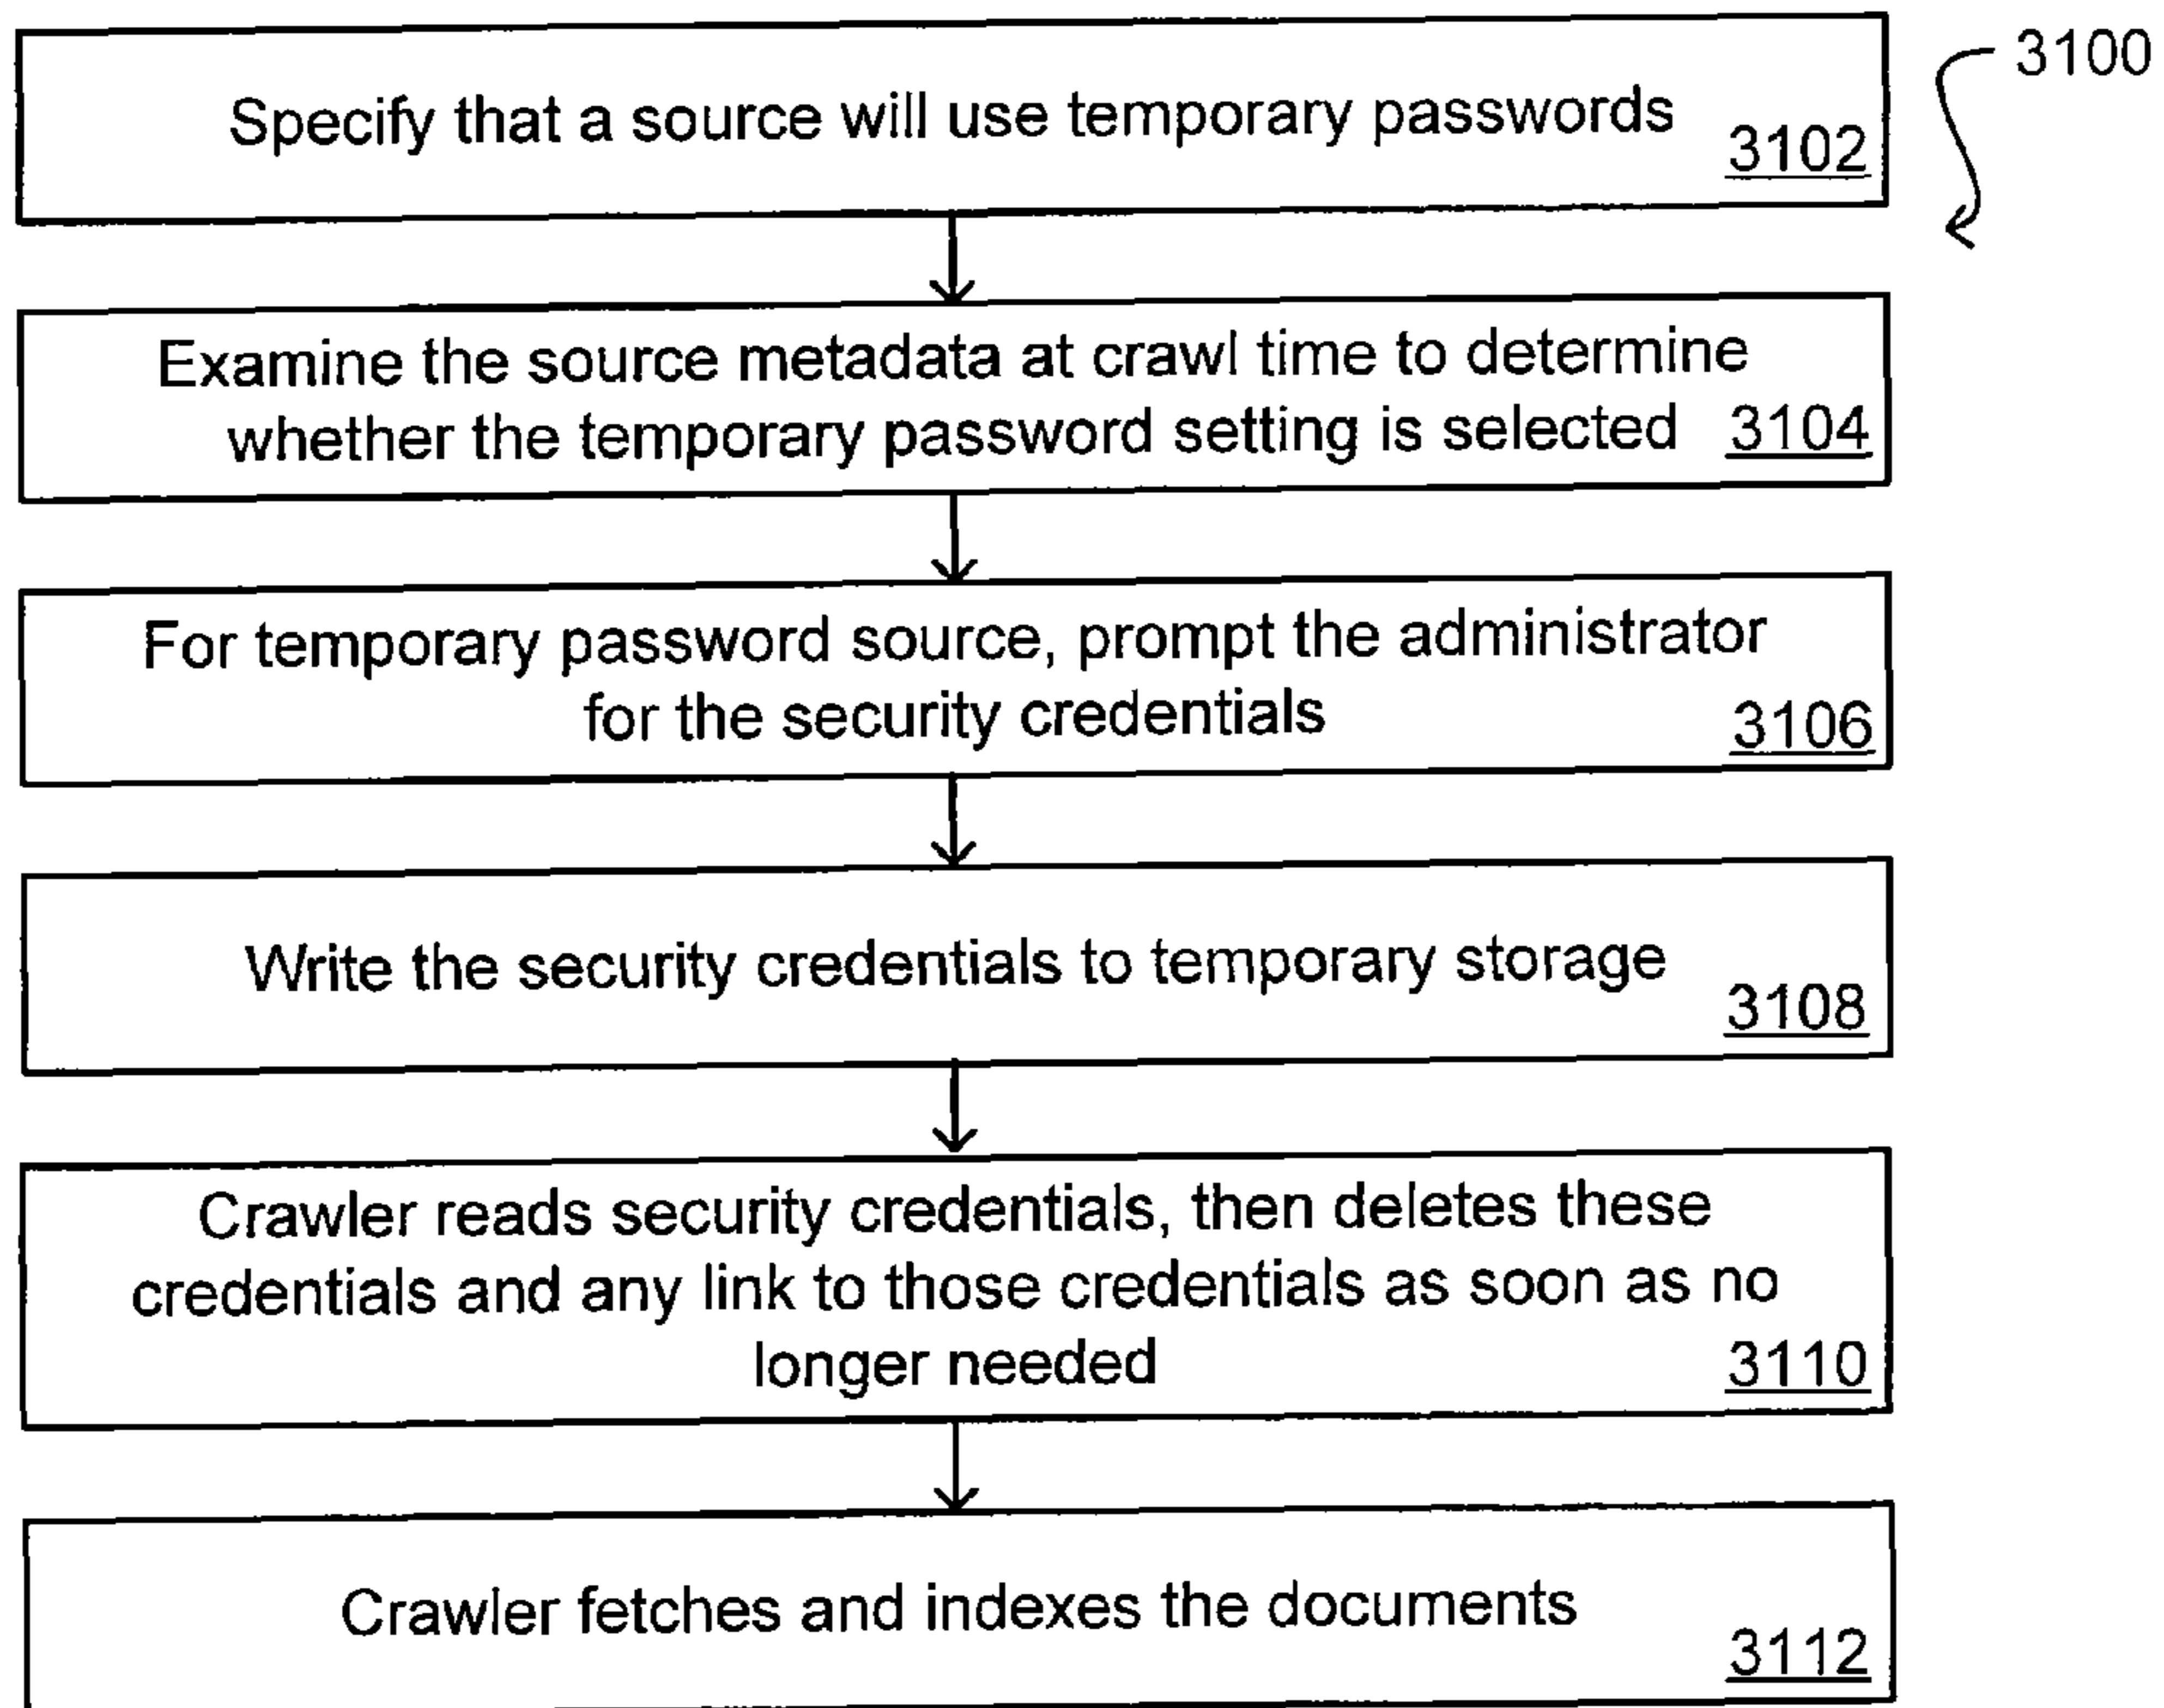 3100
Specify that a source will use temporary passwords
3102
Examine the source metadata at crawl time to determine
whether the temporary password setting is selected 3104
For temporary password source, prompt the administrator
for the security credentials
3106
Write the security credentials to temporary storage
3108
Crawler reads security credentials, then deletes these
credentials and any link to those credentials as soon as no
longer needed 3110
Crawler fetches and indexes the documents
3112